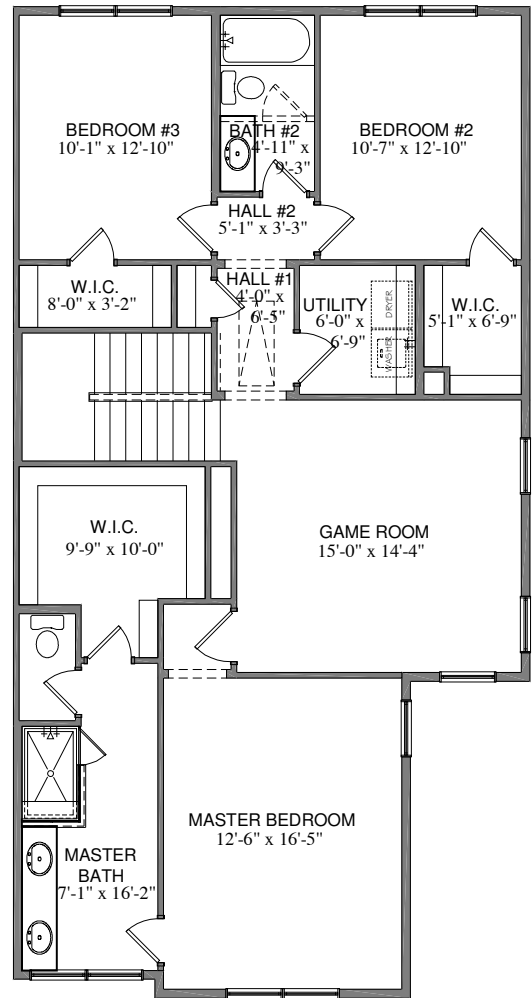 BEDROOM #3
10'-1" x 12'-10"
BATH #2
4'-11" x
9'-3"
BEDROOM #2
10'-7" x 12'-10"
HALL #2
5'-1" x 3'-3"
W.I.C.
8'-0" x 3'-2"
HALL #1
4'-0" x
6'-5"
UTILITY
6'-0" x
6'-9"
DRYER
WASHER
W.I.C.
5'-1" x 6'-9"
W.I.C.
9'-9" x 10'-0"
GAME ROOM
15'-0" x 14'-4"
MASTER BEDROOM
12'-6" x 16'-5"
MASTER
BATH
7'-1" x 16'-2"